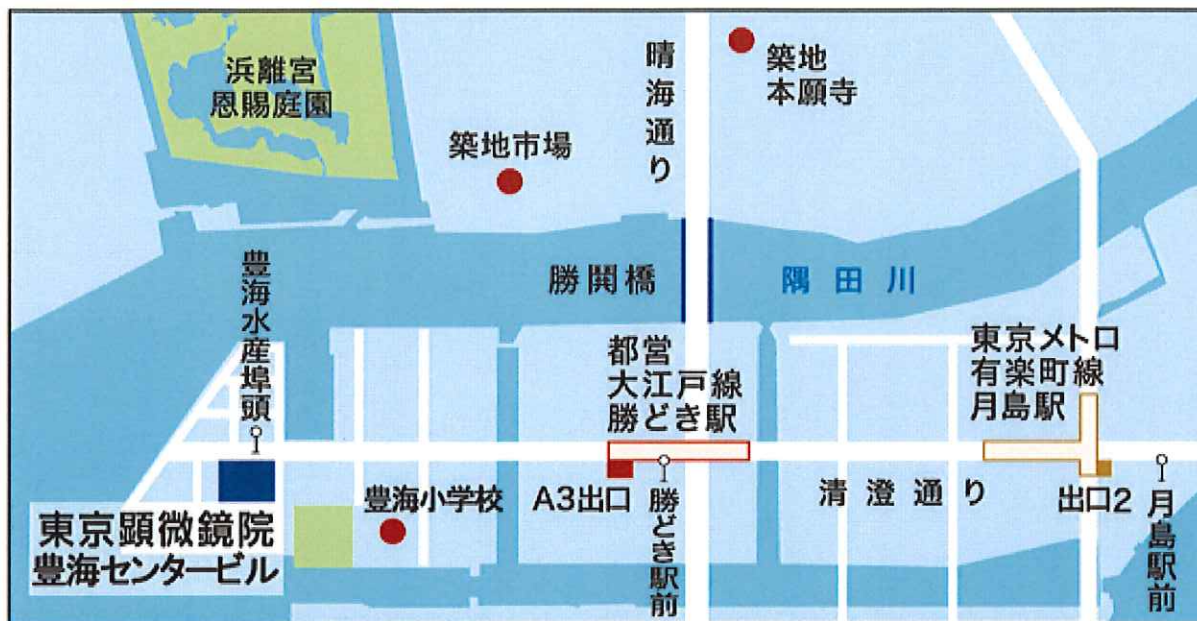 浜離宮
恩賜庭園
築地市場
晴海通り
築地
本願寺
豊海水産埠頭
勝鬨橋
隅田川
都営
大江戸線
勝どき駅
東京メトロ
有楽町線
月島駅
東京顕微鏡院
豊海センタービル
豊海小学校
A3出口
勝どき駅前
清澄通り
出口2
月島駅前